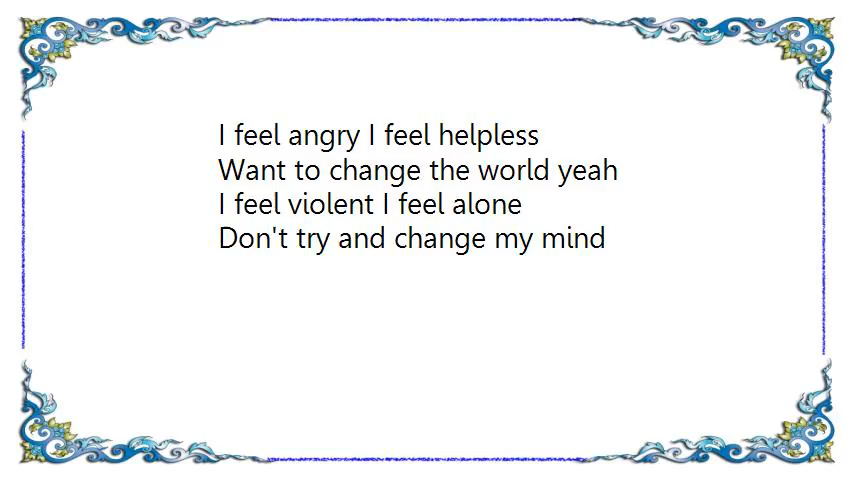 I feel angry I feel helpless
Want to change the world yeah
I feel violent I feel alone
Don't try and change my mind